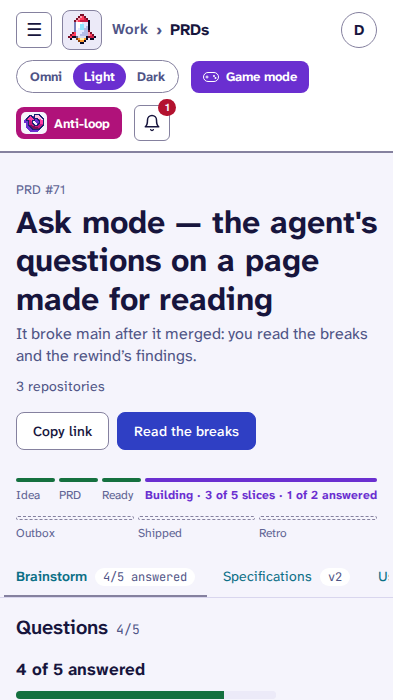 ☰ Work › PRDs D
Omni Light Dark Game mode
Anti-loop 1
PRD #71
Ask mode — the agent's
questions on a page
made for reading
It broke main after it merged: you read the breaks
and the rewind's findings.
3 repositories
Copy link Read the breaks
Idea PRD Ready Building · 3 of 5 slices · 1 of 2 answered
Outbox Shipped Retro
Brainstorm 4/5 answered Specifications v2
Questions 4/5
4 of 5 answered